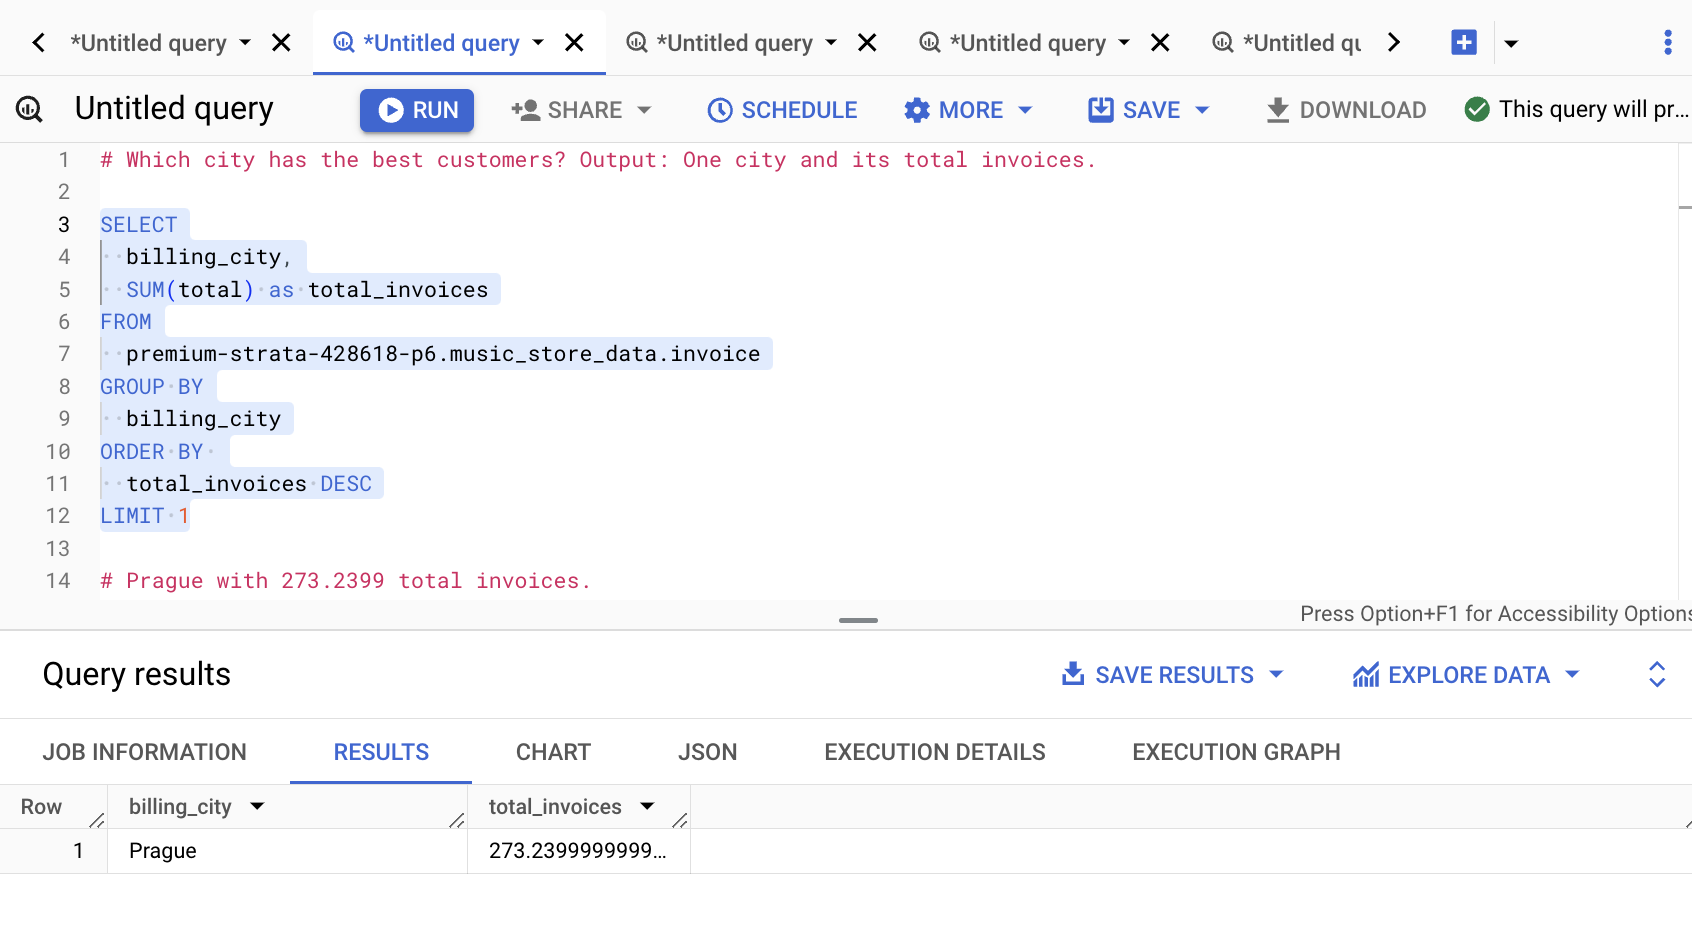 *Untitled query *Untitled query *Untitled query *Untitled query *Untitled qu
Untitled query RUN SHARE SCHEDULE MORE SAVE DOWNLOAD This query will pr...
1 # Which city has the best customers? Output: One city and its total invoices.
2
3 SELECT
4 billing_city,
5 SUM(total) as total_invoices
6 FROM
7 premium-strata-428618-p6.music_store_data.invoice
8 GROUP BY
9 billing_city
10 ORDER BY
11 total_invoices DESC
12 LIMIT 1
13
14 # Prague with 273.2399 total invoices.
Press Option+F1 for Accessibility Options
Query results SAVE RESULTS EXPLORE DATA
JOB INFORMATION RESULTS CHART JSON EXECUTION DETAILS EXECUTION GRAPH
Row billing_city total_invoices
1 Prague 273.2399999999...